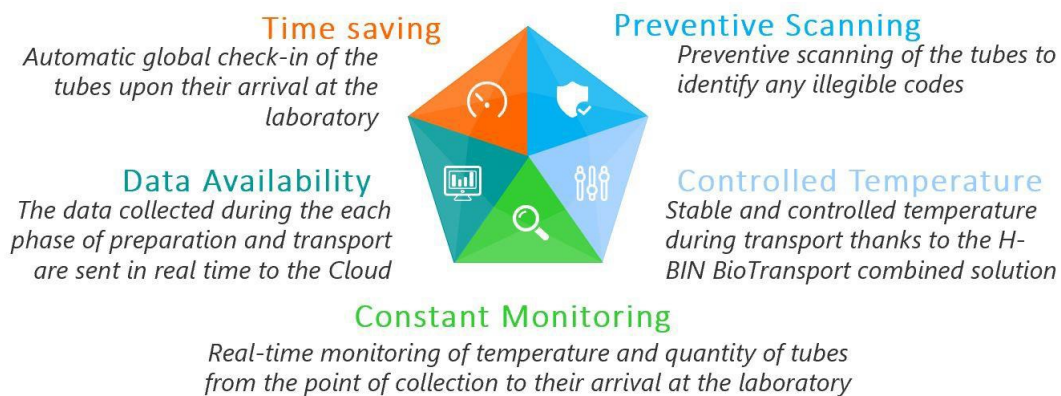 Time saving
Automatic global check-in of the
tubes upon their arrival at the
laboratory
Preventive Scanning
Preventive scanning of the tubes to
identify any illegible codes
Data Availability
The data collected during the each
phase of preparation and transport
are sent in real time to the Cloud
Controlled Temperature
Stable and controlled temperature
during transport thanks to the H-
BIN BioTransport combined solution
Constant Monitoring
Real-time monitoring of temperature and quantity of tubes
from the point of collection to their arrival at the laboratory